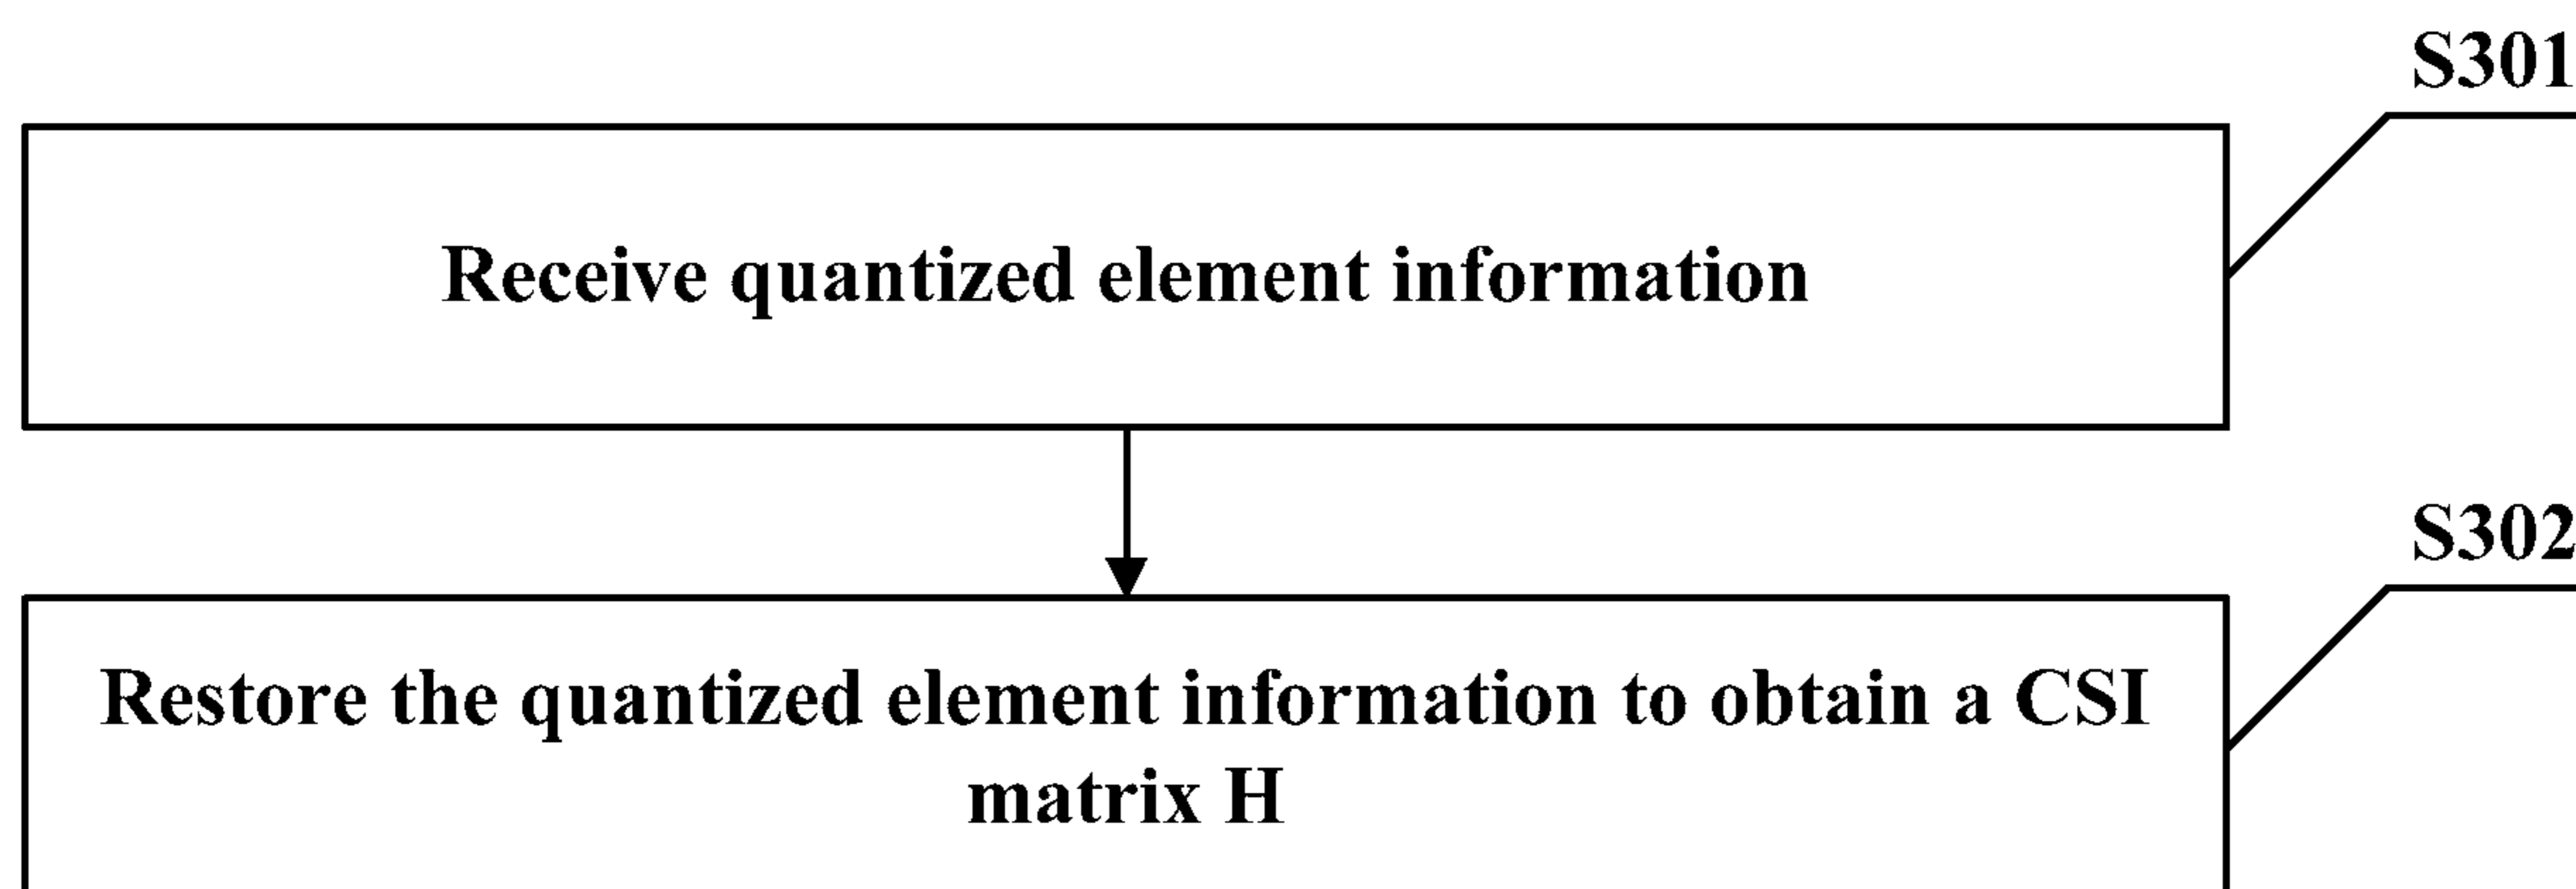 S301
Receive quantized element information
S302
Restore the quantized element information to obtain a CSI
matrix H